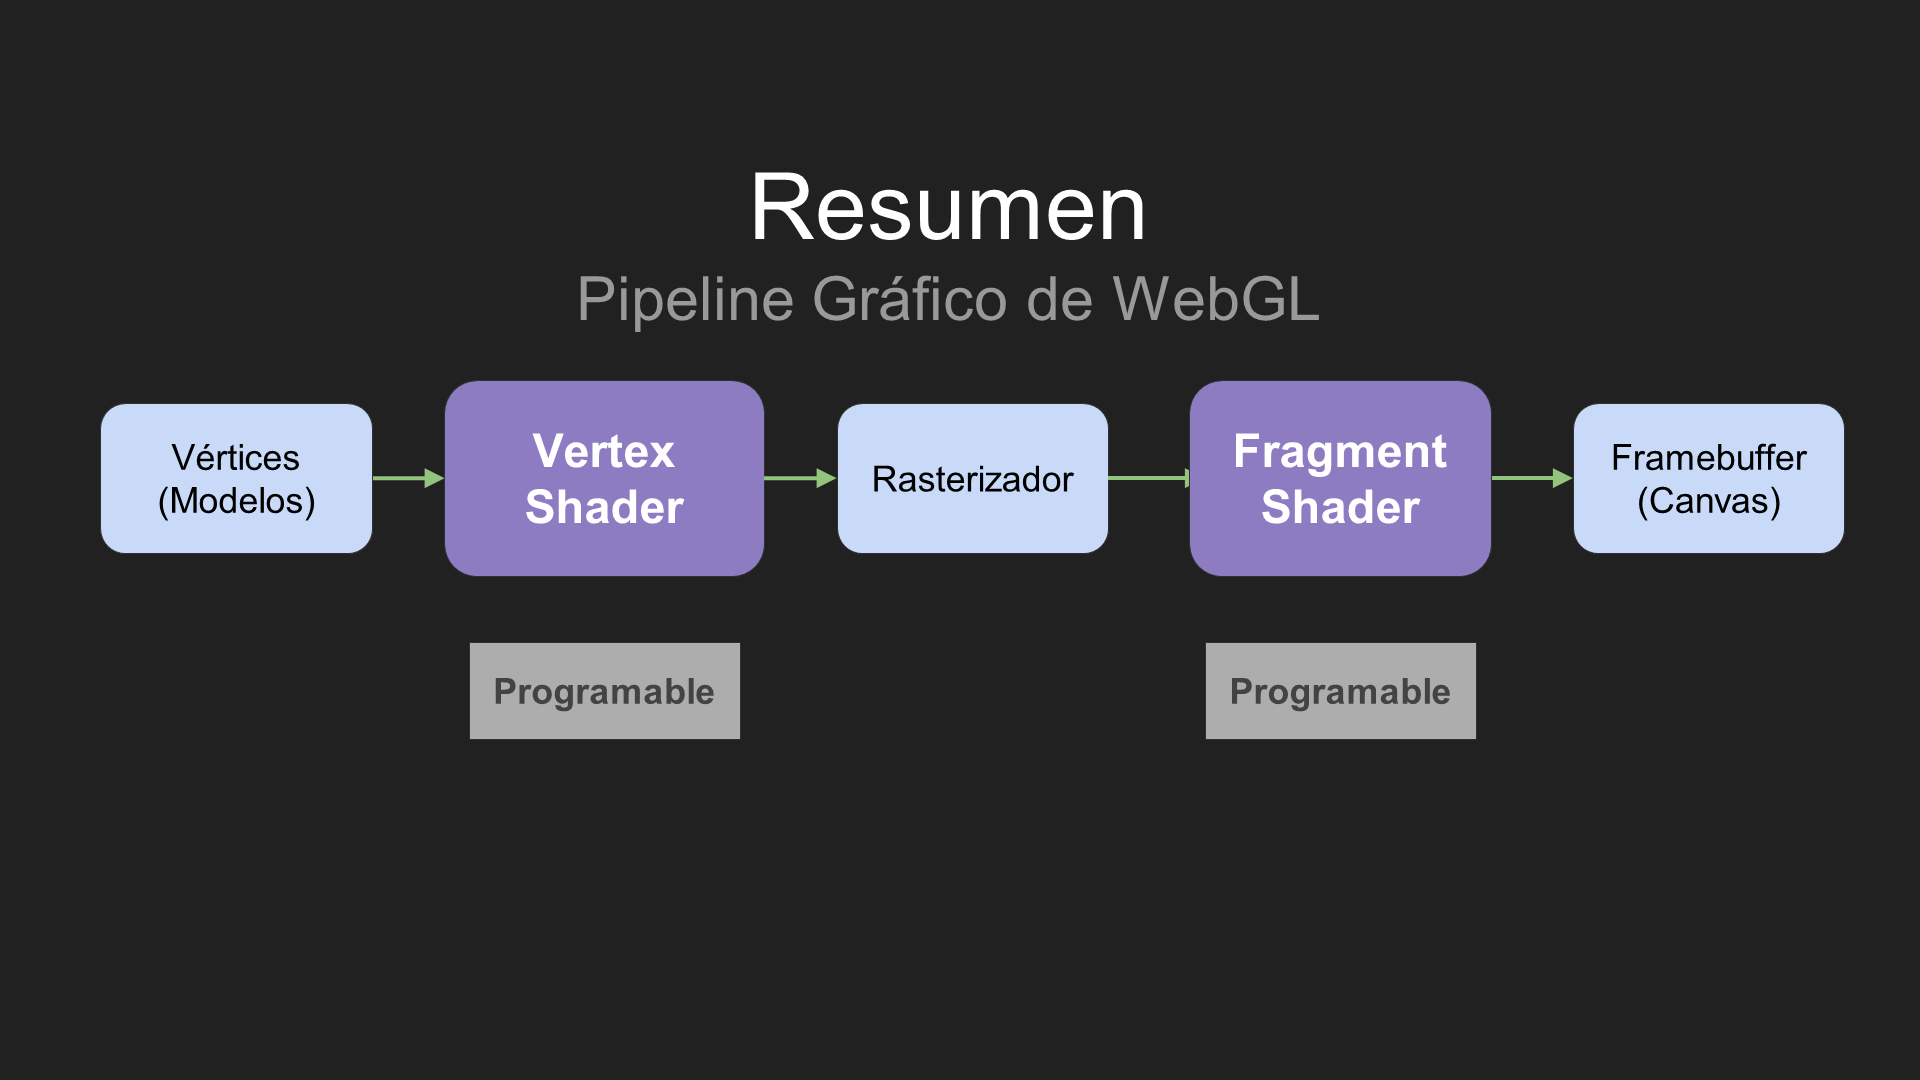 Resumen
Pipeline Gráfico de WebGL
Vértices
(Modelos)
Vertex
Shader
Rasterizador
Fragment
Shader
Framebuffer
(Canvas)
Programable
Programable